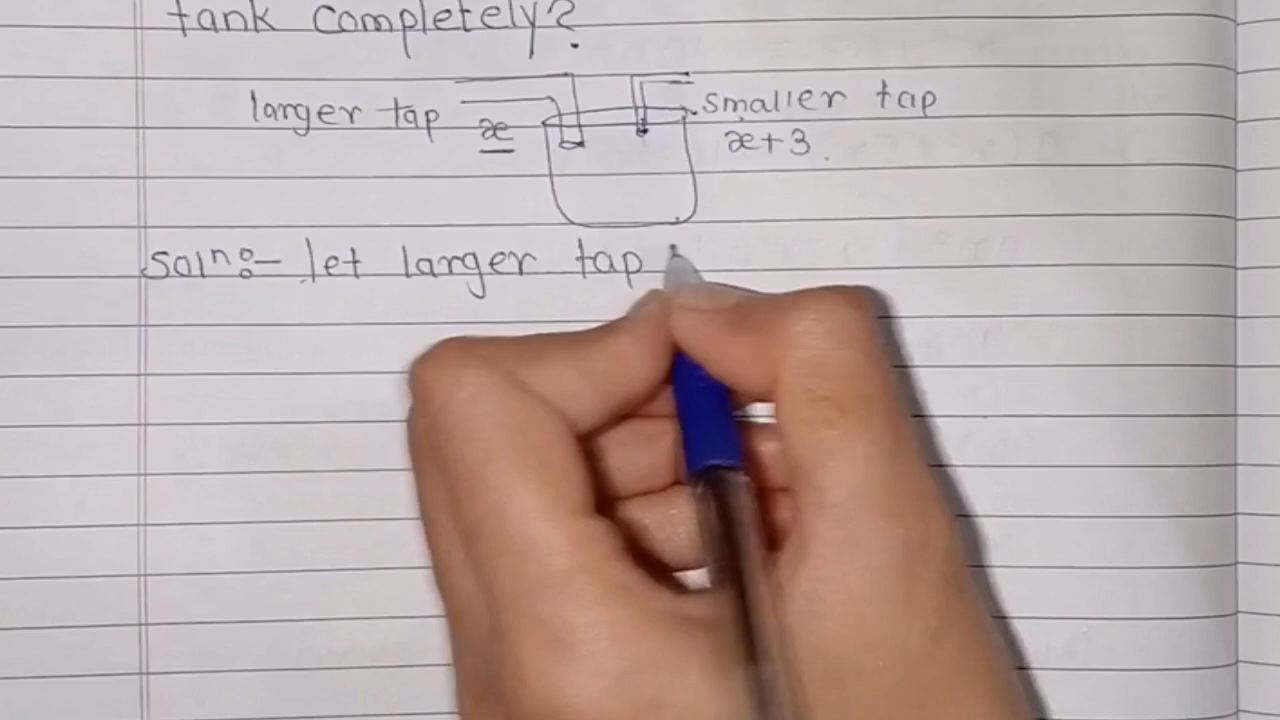 tank completely?
larger tap x smaller tap
x+3
Soln:- let larger tap